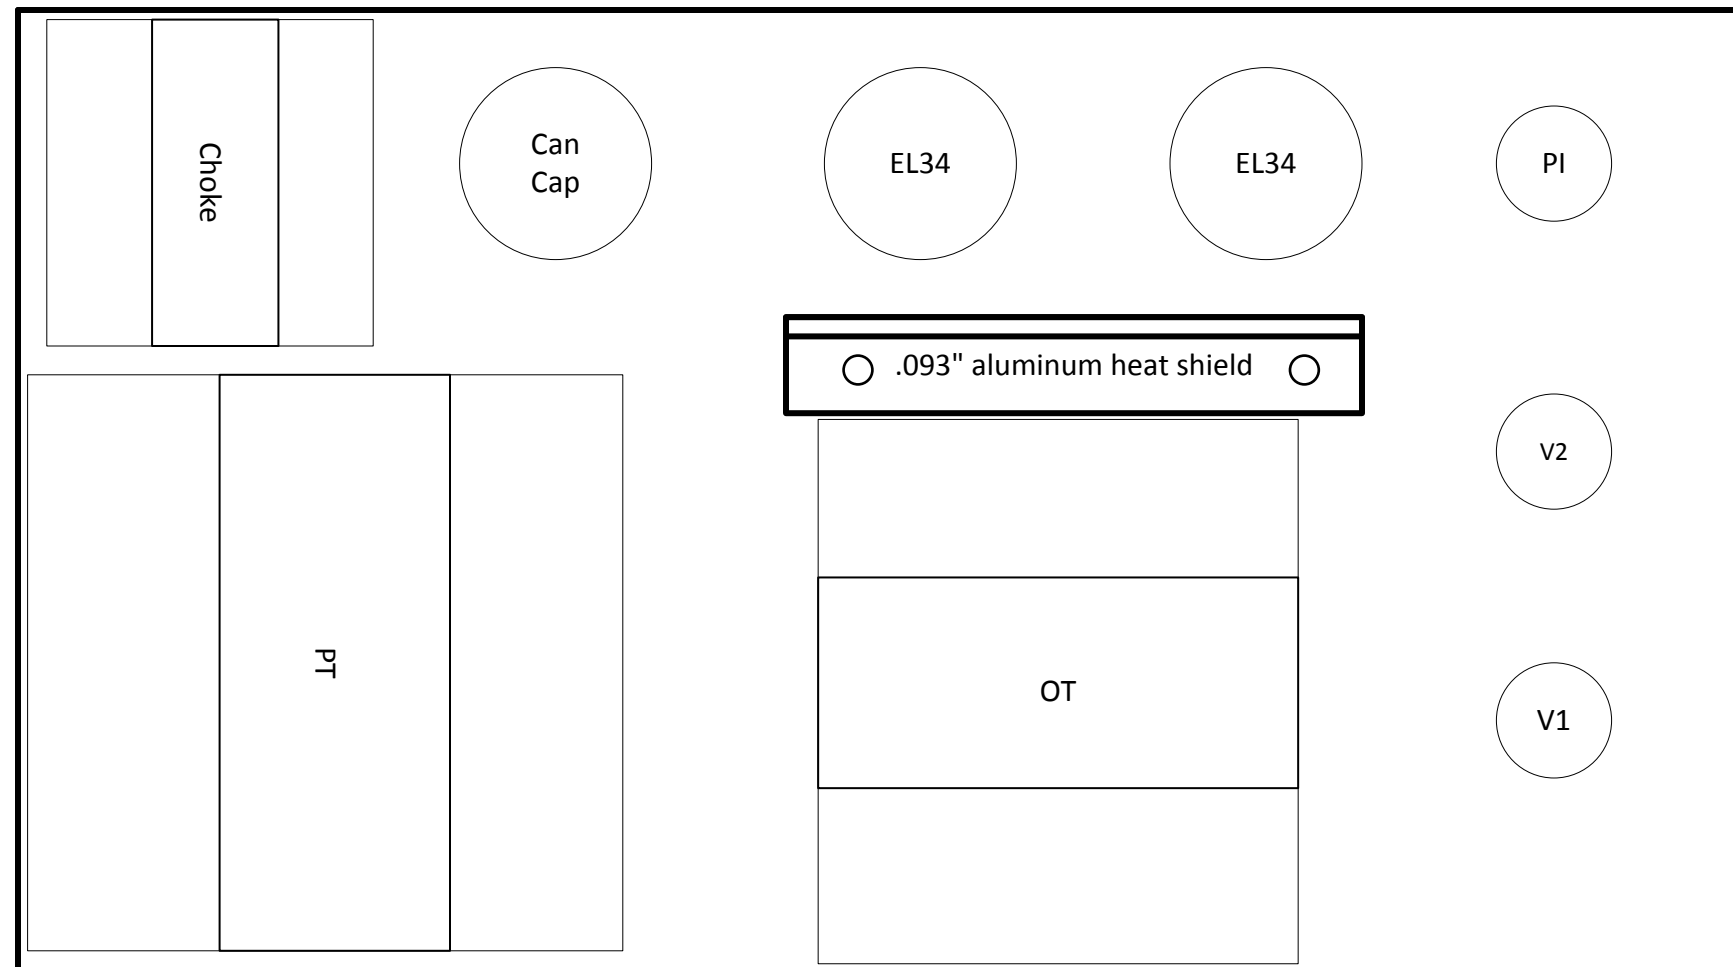 Choke
Can
Cap
EL34
EL34
PI
.093" aluminum heat shield
V2
PT
OT
V1